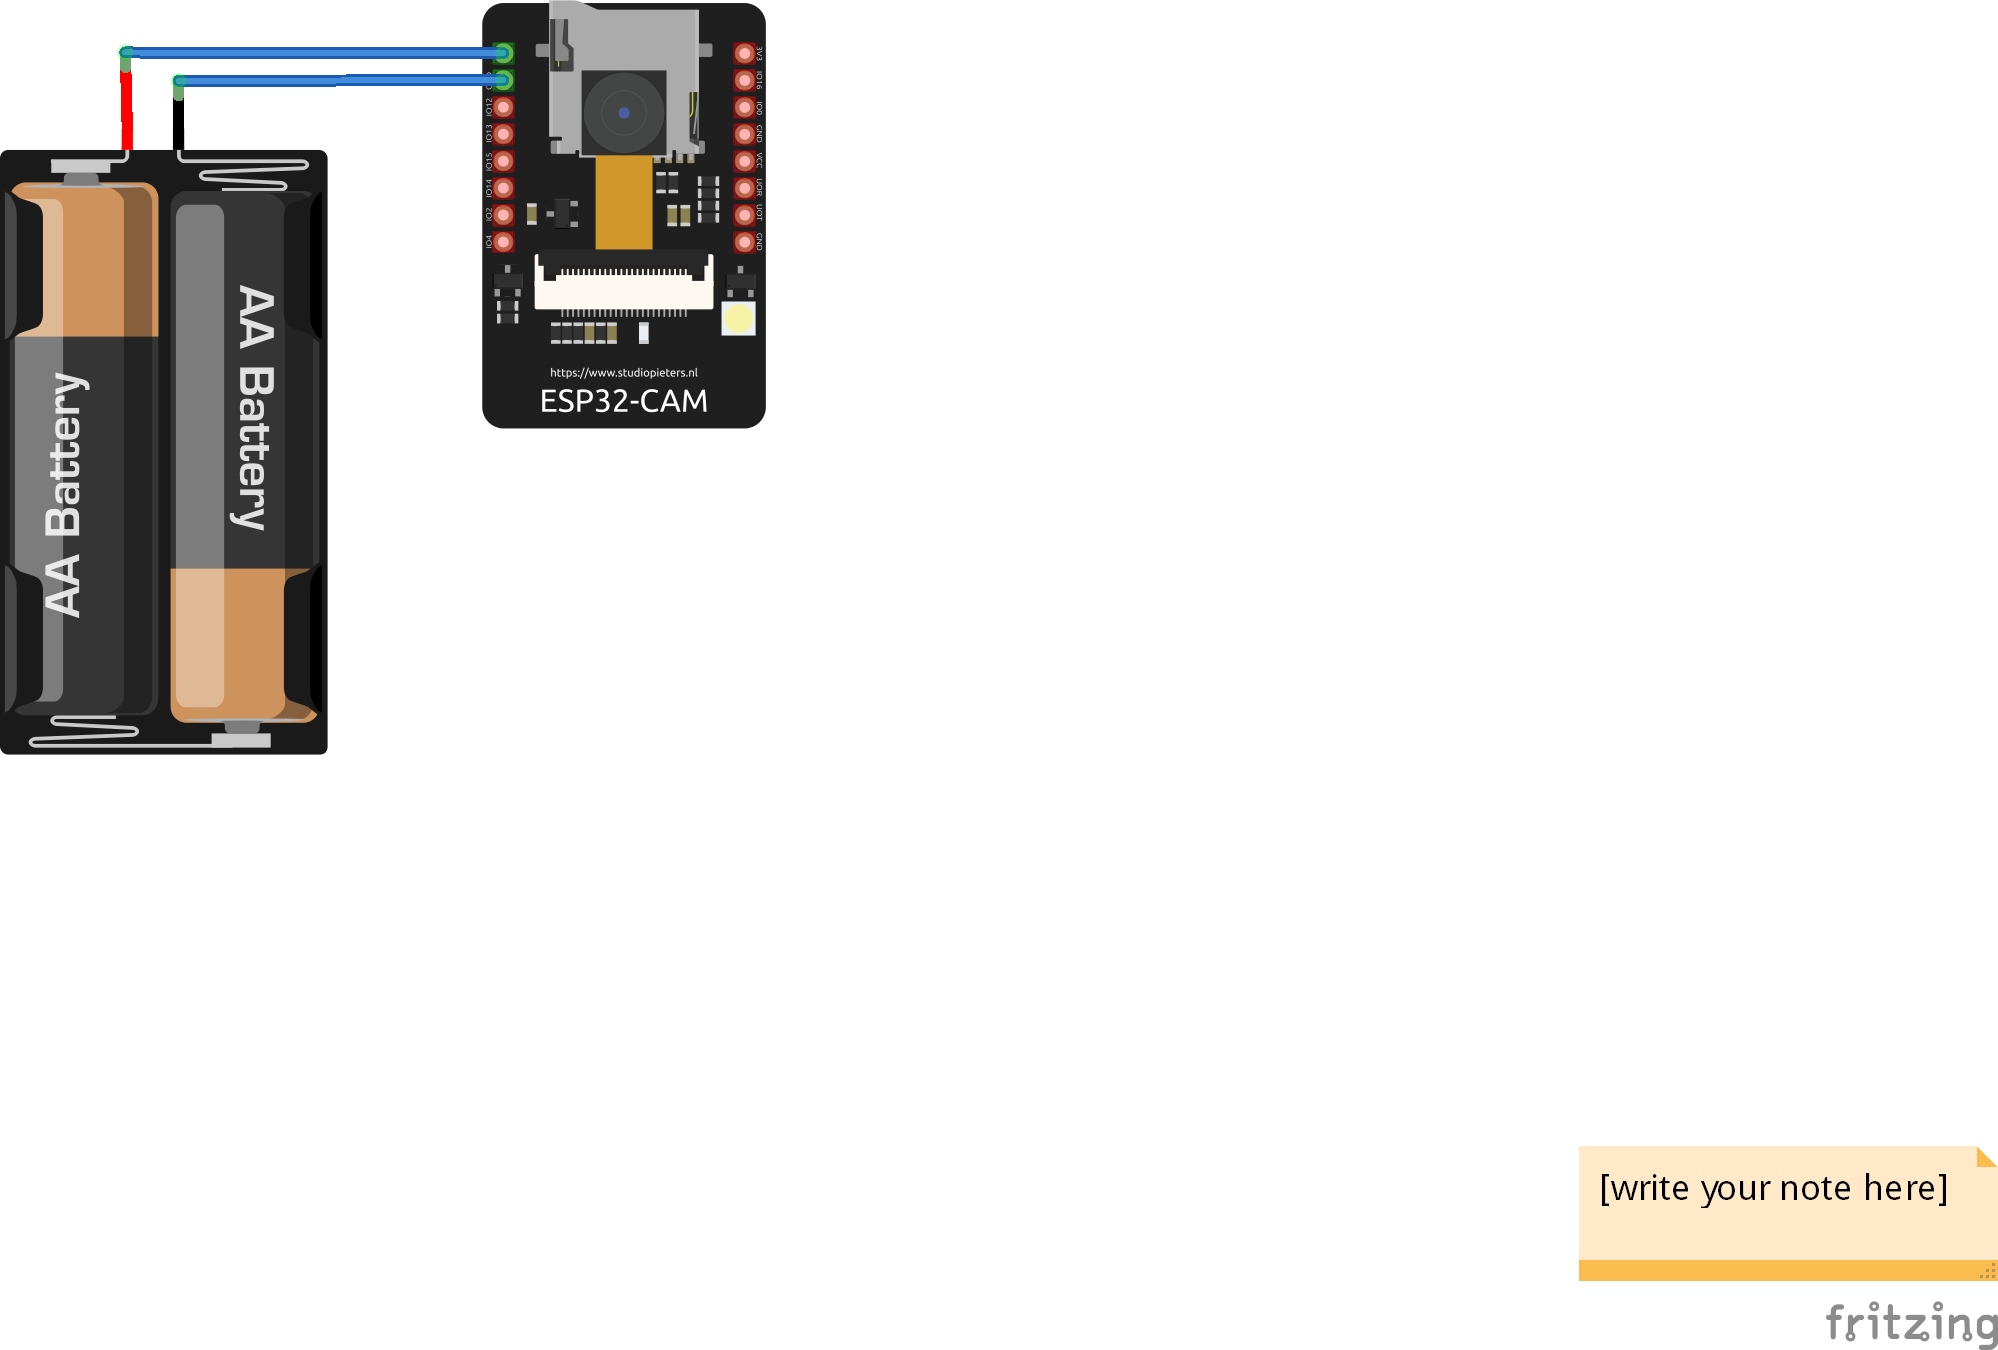 3V3
IO16
IO0
GND
VCC
UOR
UOT
GND
IO12
IO13
IO15
IO14
IO2
IO4
AA Battery
AA Battery
https://www.studiopieters.nl
ESP32-CAM
[write your note here]
fritzing